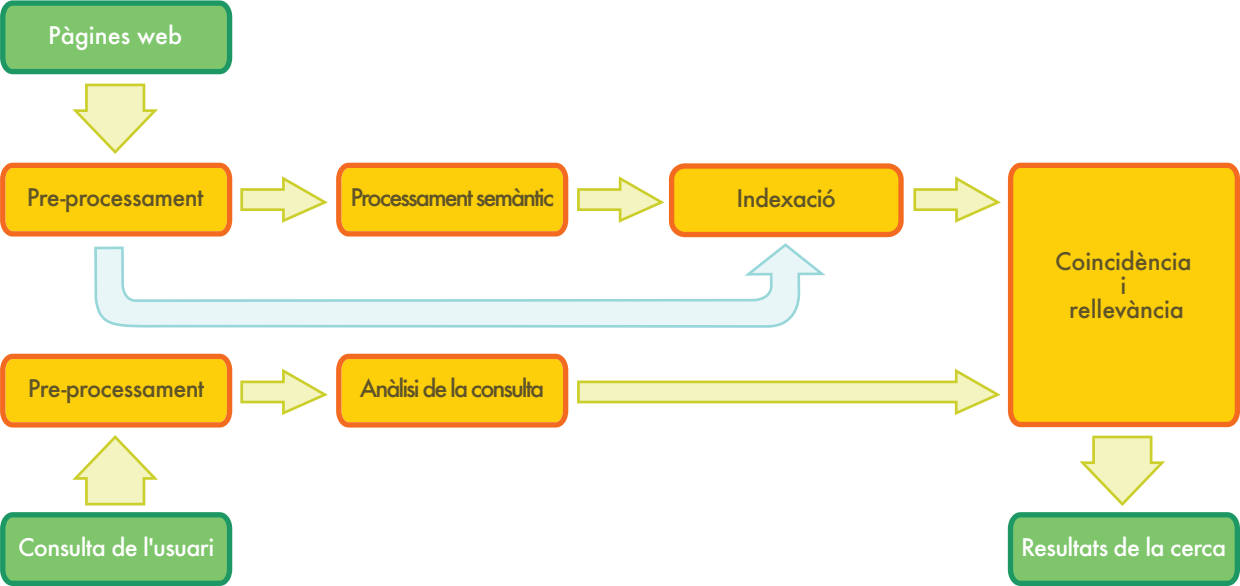 Pàgines web
Pre-processament
Processament semàntic
Indexació
Coincidència
i
rellevància
Pre-processament
Anàlisi de la consulta
Consulta de l'usuari
Resultats de la cerca